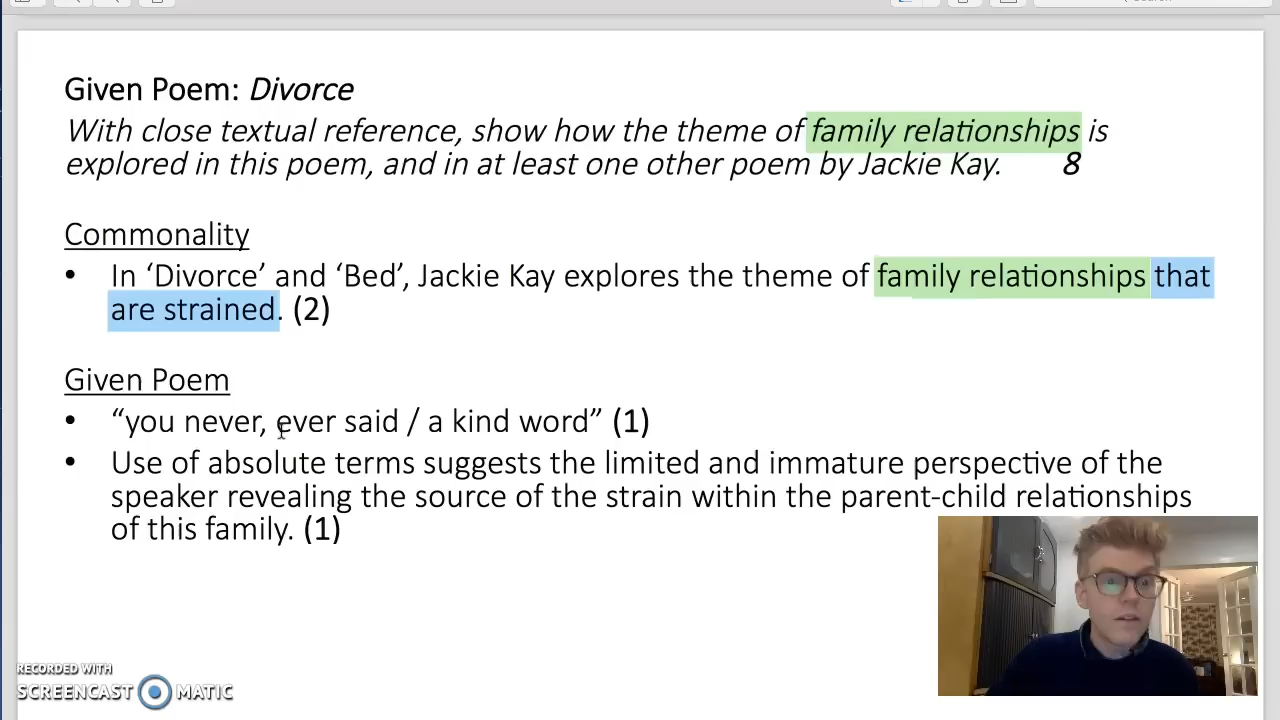 Given Poem: Divorce
With close textual reference, show how the theme of family relationships is
explored in this poem, and in at least one other poem by Jackie Kay. 8
Commonality
• In ‘Divorce’ and ‘Bed’, Jackie Kay explores the theme of family relationships that
are strained. (2)
Given Poem
• “you never, ever said / a kind word” (1)
• Use of absolute terms suggests the limited and immature perspective of the
speaker revealing the source of the strain within the parent-child relationships
of this family. (1)
RECORDED WITH
SCREENCAST MATIC